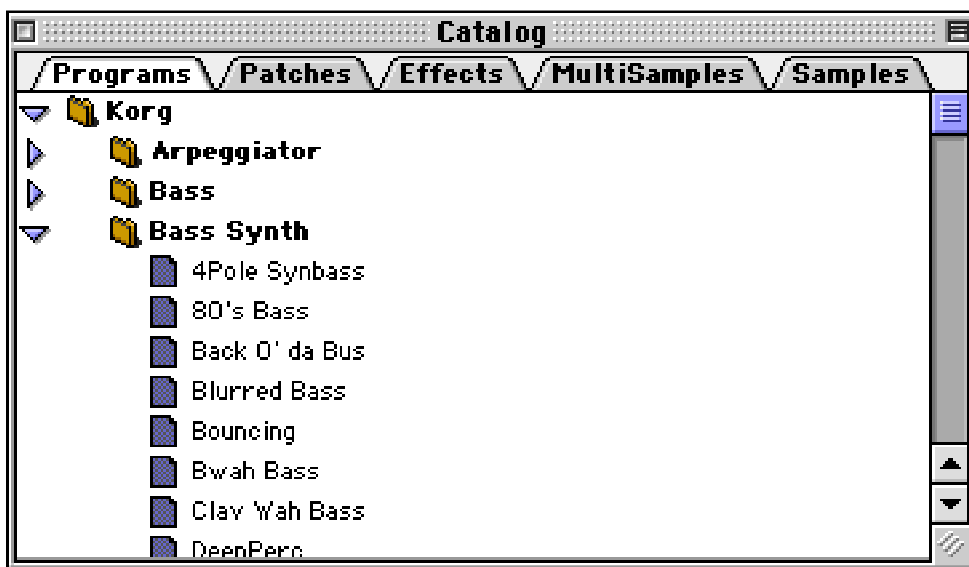 Catalog
Programs Patches Effects MultiSamples Samples
Korg
Arpeggiator
Bass
Bass Synth
4Pole Synbass
80's Bass
Back O' da Bus
Blurred Bass
Bouncing
Bwah Bass
Clav Wah Bass
DeepPerc